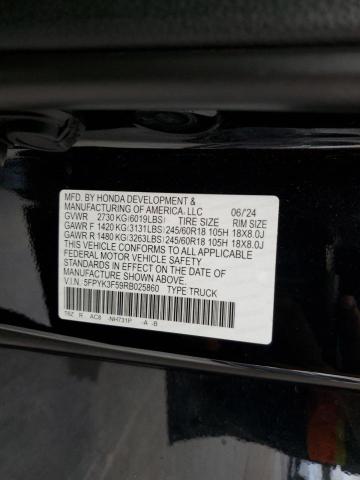 MFD. BY HONDA DEVELOPMENT &
MANUFACTURING OF AMERICA, LLC 06/24
GVWR 2730 KG(6019LBS) TIRE SIZE RIM SIZE
GAWR F 1420 KG(3131LBS) 245/60R18 105H 18X8.0J
GAWR R 1480 KG(3263LBS) 245/60R18 105H 18X8.0J
THIS VEHICLE CONFORMS TO ALL APPLICABLE
FEDERAL MOTOR VEHICLE SAFETY
STANDARDS IN EFFECT ON THE DATE OF
MANUFACTURE SHOWN ABOVE.
V.I.N.: 5FPYK3F59RB025860 TYPE:TRUCK
R AC8 -NH731P -A -B